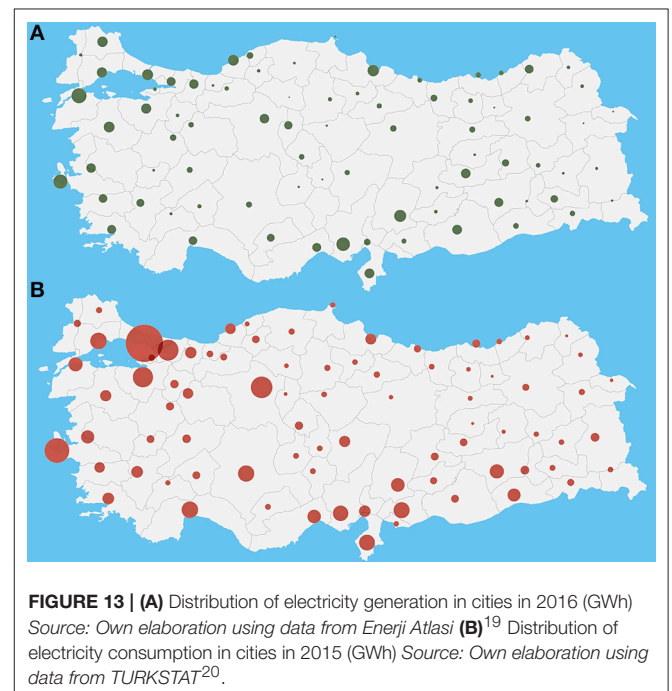 A
B
FIGURE 13 | (A) Distribution of electricity generation in cities in 2016 (GWh)
Source: Own elaboration using data from Enerji Atlasi (B)19 Distribution of
electricity consumption in cities in 2015 (GWh) Source: Own elaboration using
data from TURKSTAT20.